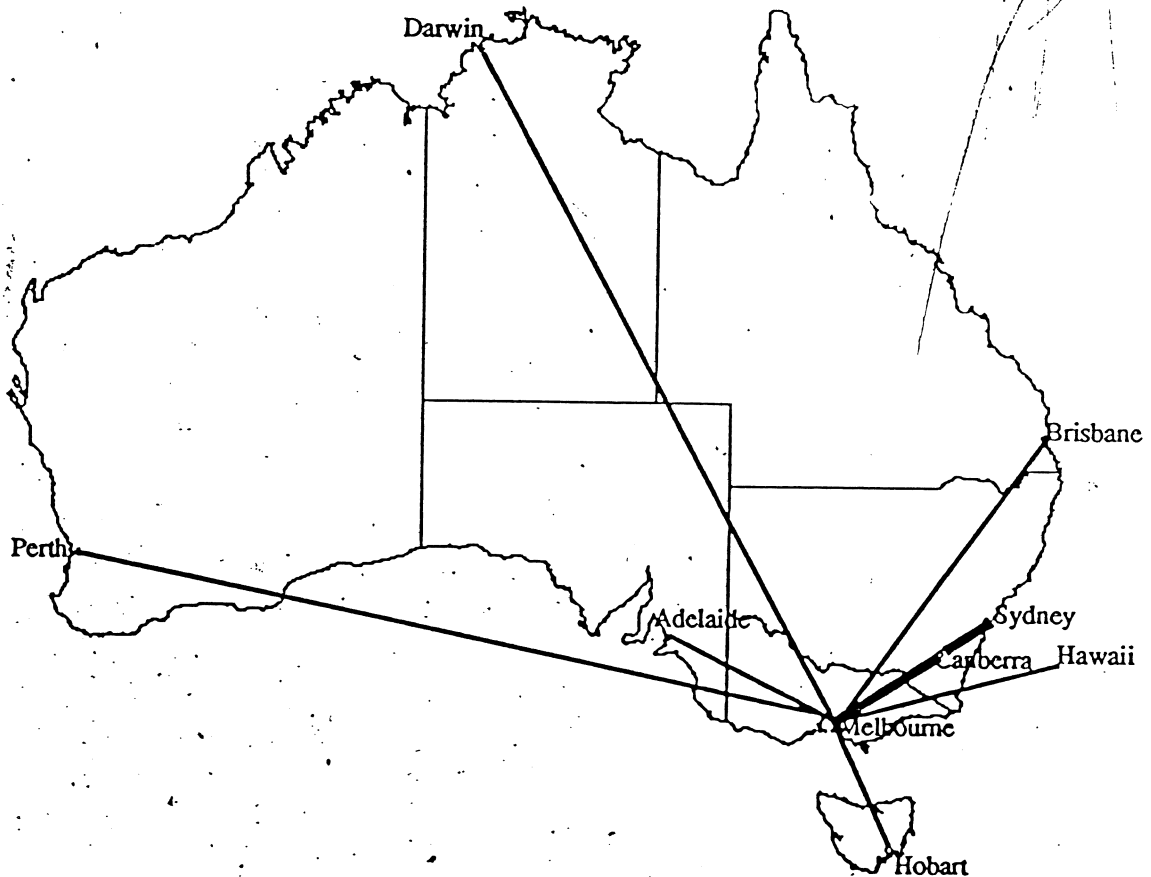 Darwin
Brisbane
Perth
Adelaide
Sydney
Canberra
Hawaii
Melbourne
Hobart